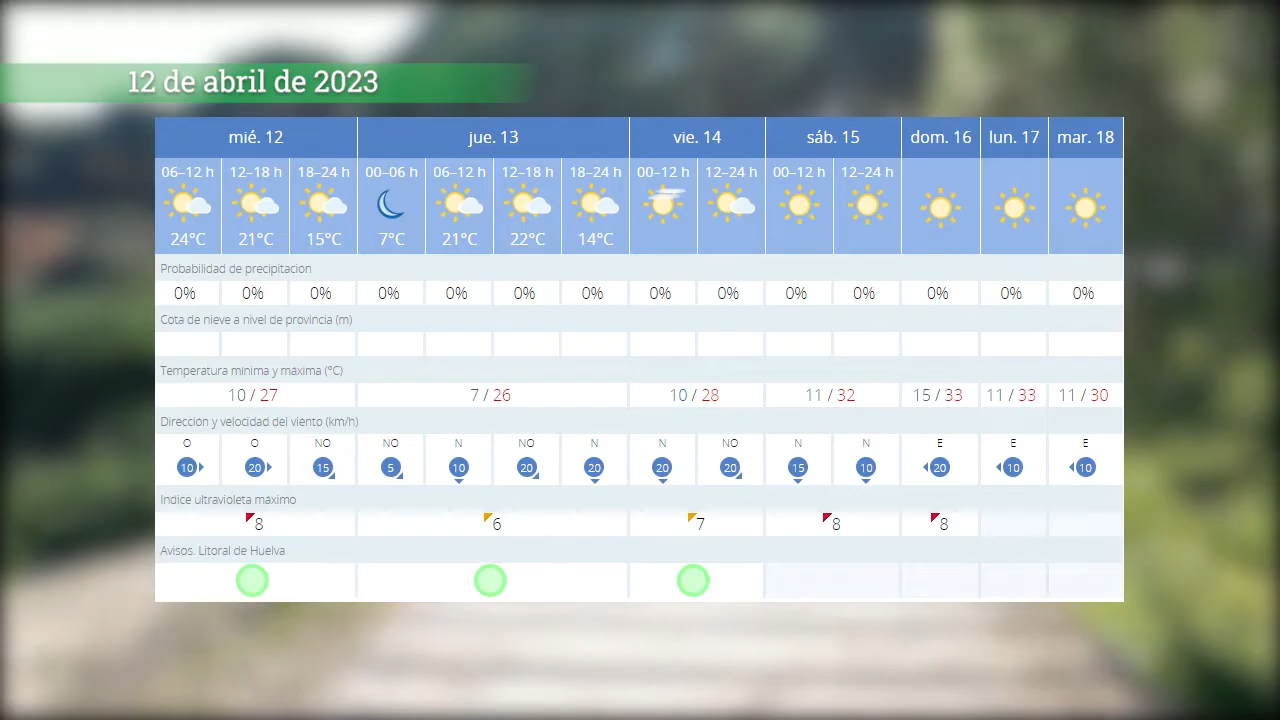 12 de abril de 2023
mié. 12 jue. 13 vie. 14 sáb. 15 dom. 16 lun. 17 mar. 18
06–12 h 12–18 h 18–24 h 00–06 h 06–12 h 12–18 h 18–24 h 00–12 h 12–24 h 00–12 h 12–24 h
24°C 21°C 15°C 7°C 21°C 22°C 14°C
Probabilidad de precipitación
0% 0% 0% 0% 0% 0% 0% 0% 0% 0% 0% 0% 0% 0%
Cota de nieve a nivel de provincia (m)
Temperatura mínima y máxima (°C)
10 / 27 7 / 26 10 / 28 11 / 32 15 / 33 11 / 33 11 / 30
Dirección y velocidad del viento (km/h)
O O NO NO N NO N N NO N N E E E
10 20 15 5 10 20 20 20 20 15 10 20 10 10
Indice ultravioleta máximo
8 6 7 8 8
Avisos. Litoral de Huelva